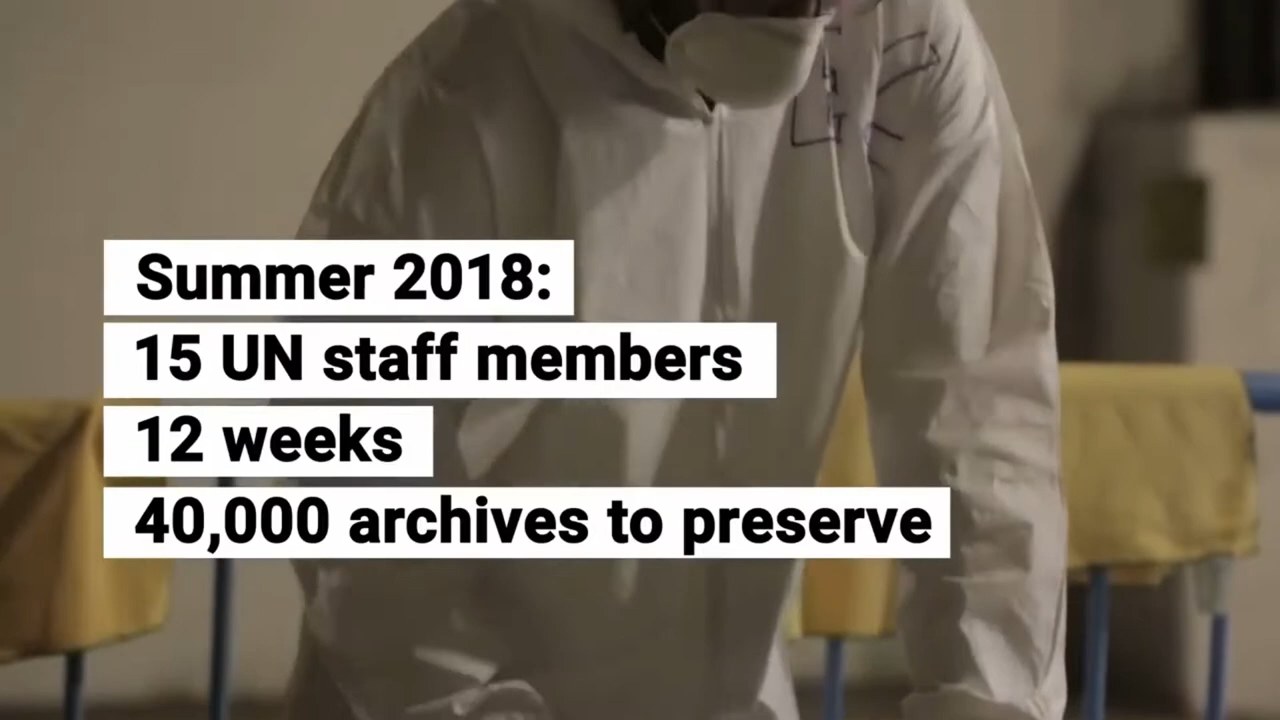 Summer 2018:
15 UN staff members
12 weeks
40,000 archives to preserve